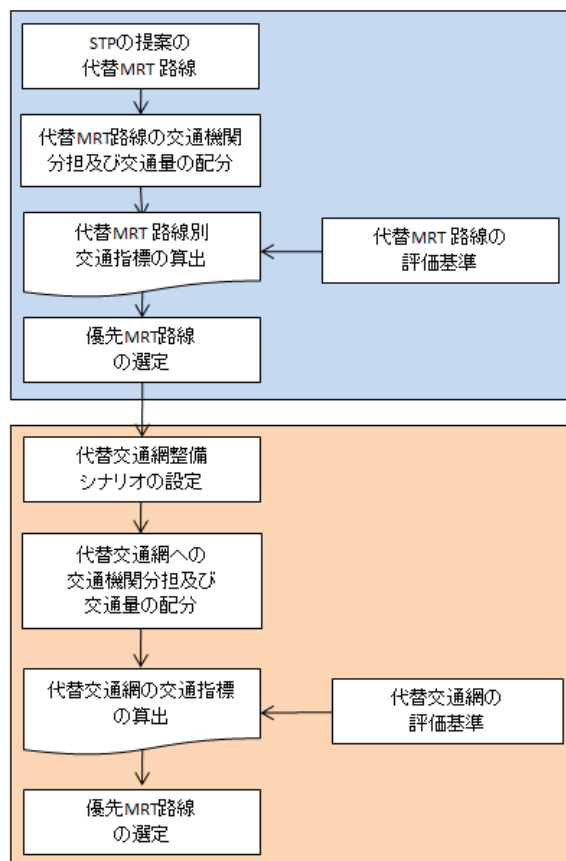 STPの提案の
代替MRT 路線
代替MRT路線の交通機関
分担及び交通量の配分
代替MRT 路線別
交通指標の算出
代替MRT 路線の
評価基準
優先MRT路線
の選定
代替交通網整備
シナリオの設定
代替交通網への
交通機関分担及び
交通量の配分
代替交通網の交通指標
の算出
代替交通網の
評価基準
優先MRT路線
の選定